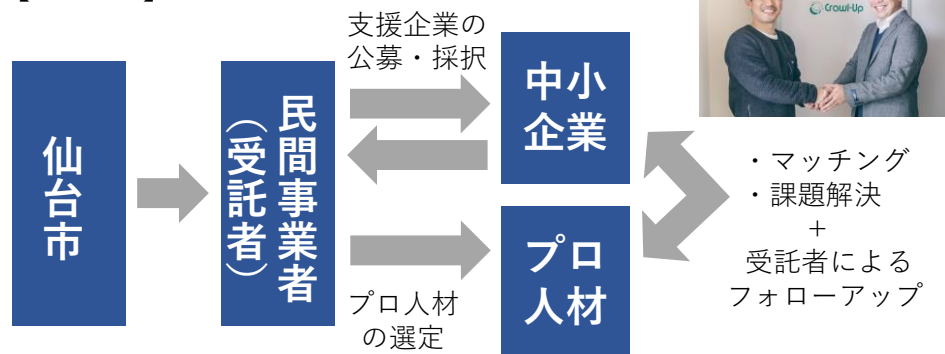 支援企業の
公募・採択
Crawl-Up
仙台市
民間事業者
（受託者）
中小
企業
プロ
人材
プロ人材
の選定
・マッチング
・課題解決
+
受託者による
フォローアップ